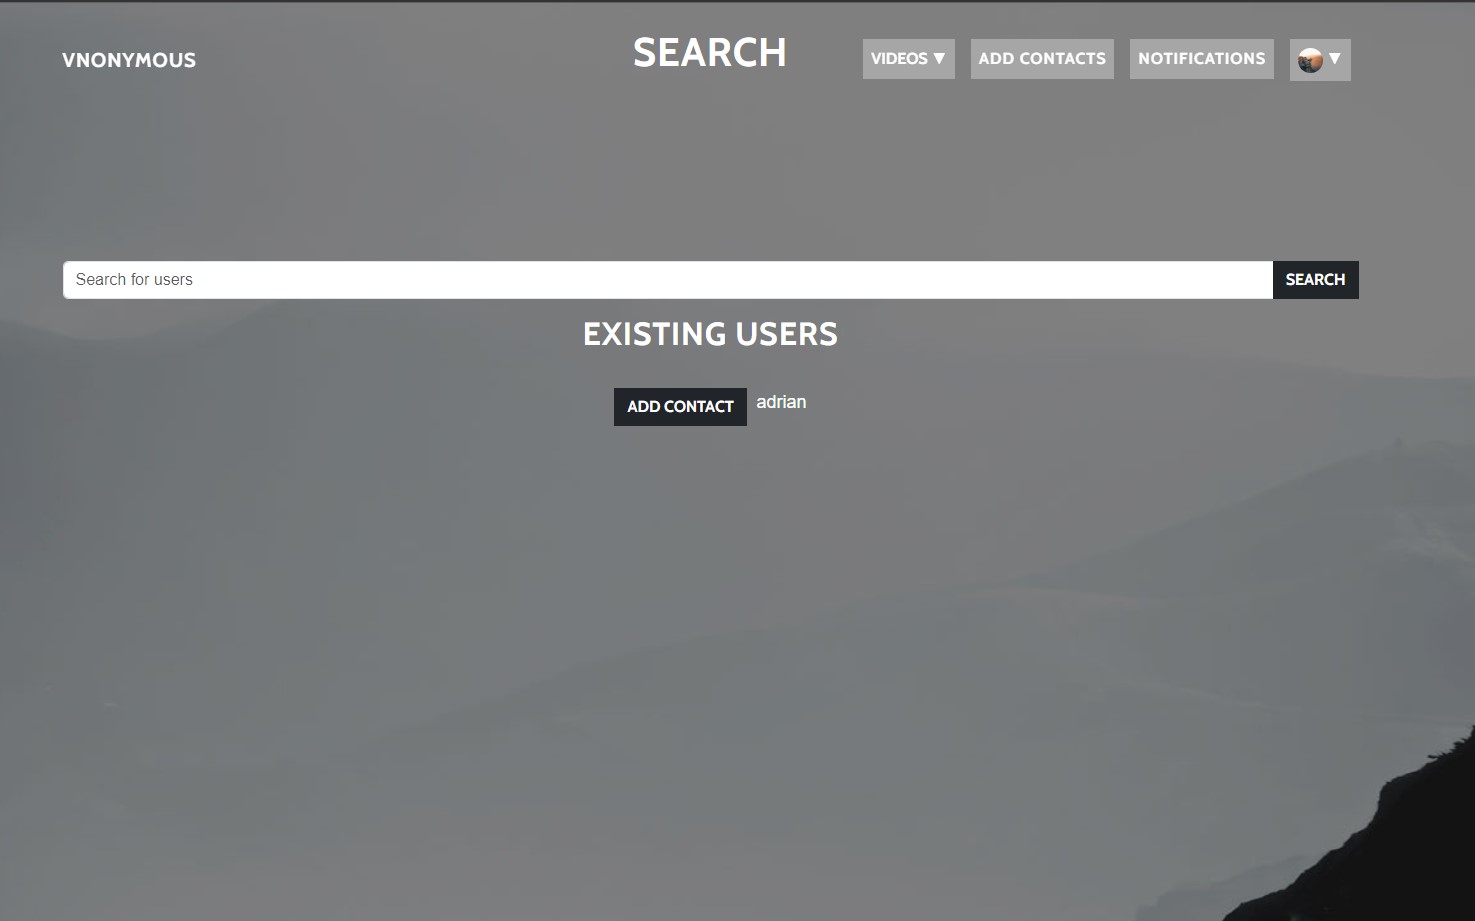 VNONYMOUS
SEARCH
VIDEOS ▼
ADD CONTACTS
NOTIFICATIONS
▼
Search for users
SEARCH
EXISTING USERS
ADD CONTACT
adrian